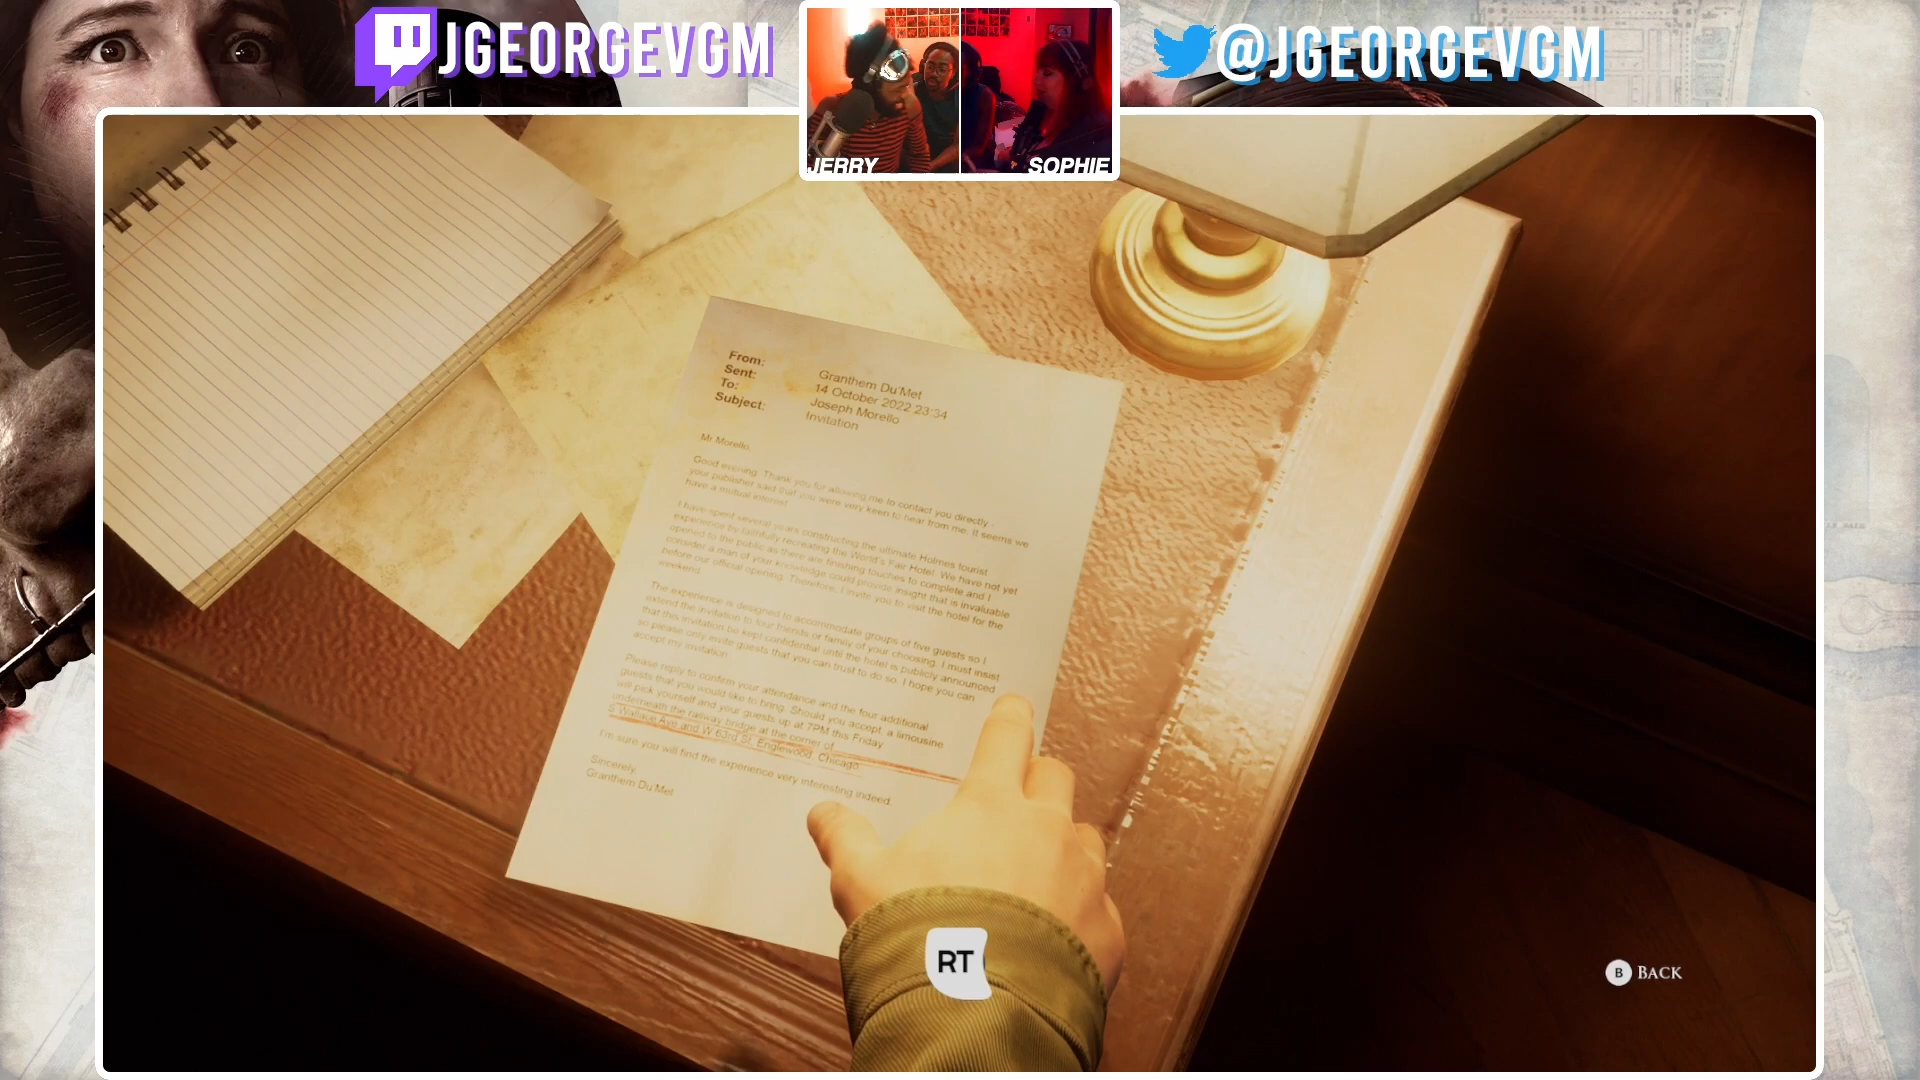 JGEORGEVGM
@JGEORGEVGM
JERRY
SOPHIE
From: Granthem Du'Met
Sent: 14 October 2022 23:34
To: Joseph Morello
Subject: Invitation
Mr Morello,
Good evening. Thank you for allowing me to contact you directly -
your publisher said that you were very keen to hear from me. It seems we
have a mutual interest.
I have spent several years constructing the ultimate Holmes tourist
experience by faithfully recreating the World's Fair Hotel. We have not yet
opened to the public as there are finishing touches to complete and I
consider a man of your knowledge could provide insight that is invaluable
before our official opening. Therefore, I invite you to visit the hotel for the
weekend.
The experience is designed to accommodate groups of five guests so I
extend the invitation to four friends or family of your choosing. I must insist
that this invitation be kept confidential until the hotel is publicly announced
so please only invite guests that you can trust to do so. I hope you can
accept my invitation.
Please reply to confirm your attendance and the four additional
guests that you would like to bring. Should you accept, a limousine
will pick yourself and your guests up at 7PM this Friday
underneath the railway bridge at the corner of
S Wallace Ave and W 63rd St, Englewood, Chicago.
I'm sure you will find the experience very interesting indeed.
Sincerely,
Granthem Du'Met
RT
B BACK